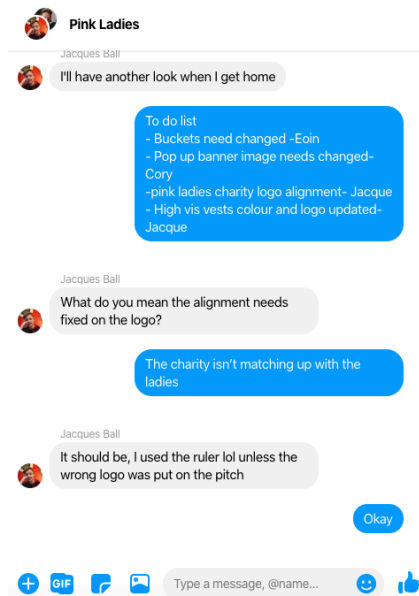 Pink Ladies
Jacques Ball
I'll have another look when I get home
To do list
- Buckets need changed -Eoin
- Pop up banner image needs changed-
Cory
-pink ladies charity logo alignment- Jacque
- High vis vests colour and logo updated-
Jacque
Jacques Ball
What do you mean the alignment needs
fixed on the logo?
The charity isn’t matching up with the
ladies
Jacques Ball
It should be, I used the ruler lol unless the
wrong logo was put on the pitch
Okay
GIF
Type a message, @name...